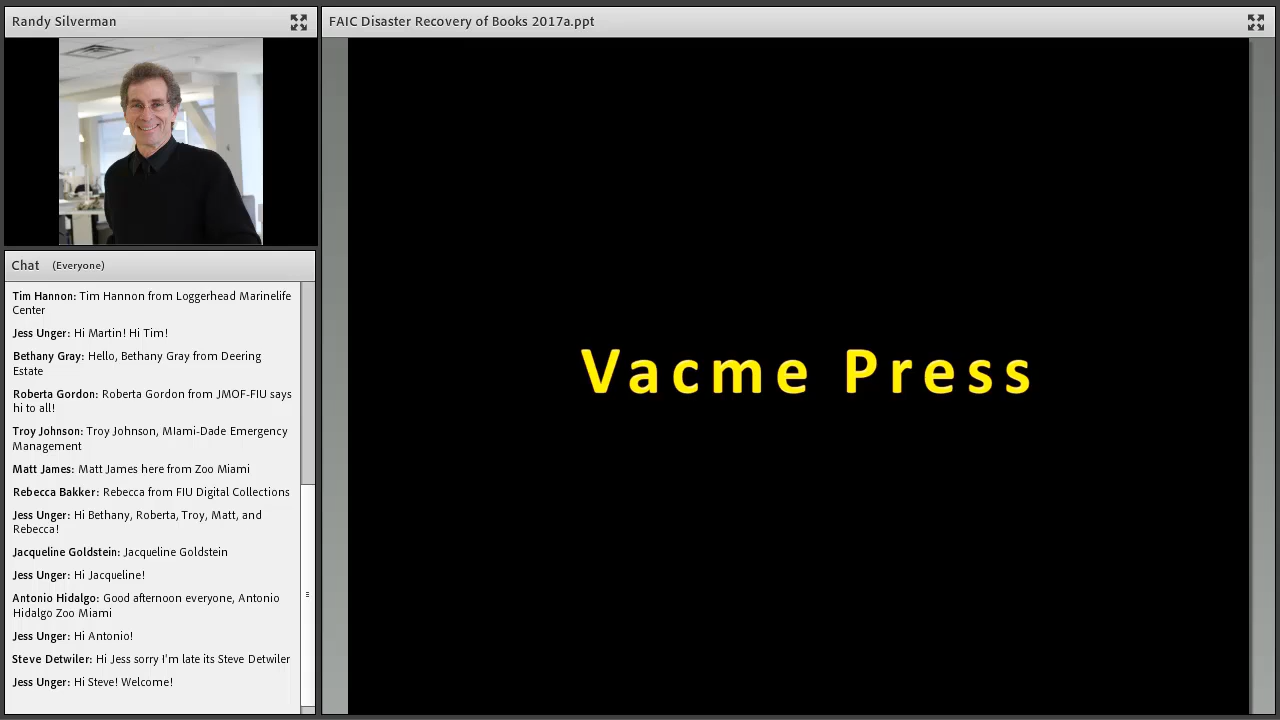 Randy Silverman
FAIC Disaster Recovery of Books 2017a.ppt
Chat (Everyone)
Tim Hannon: Tim Hannon from Loggerhead Marinelife
Center
Jess Unger: Hi Martin! Hi Tim!
Bethany Gray: Hello, Bethany Gray from Deering
Estate
Roberta Gordon: Roberta Gordon from JMOF-FIU says
hi to all!
Troy Johnson: Troy Johnson, MIami-Dade Emergency
Management
Matt James: Matt James here from Zoo Miami
Rebecca Bakker: Rebecca from FIU Digital Collections
Jess Unger: Hi Bethany, Roberta, Troy, Matt, and
Rebecca!
Jacqueline Goldstein: Jacqueline Goldstein
Jess Unger: Hi Jacqueline!
Antonio Hidalgo: Good afternoon everyone, Antonio
Hidalgo Zoo Miami
Jess Unger: Hi Antonio!
Steve Detwiler: Hi Jess sorry I'm late its Steve Detwiler
Jess Unger: Hi Steve! Welcome!
Vacme Press